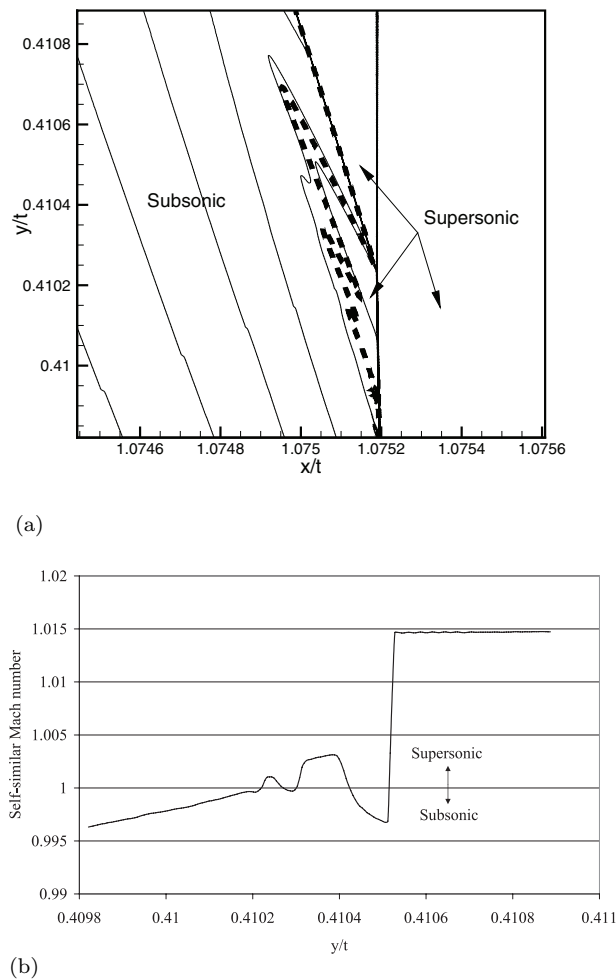 0.4108
0.4106
0.4104
0.4102
0.41
y/t
Subsonic
Supersonic
1.0746 1.0748 1.075 1.0752 1.0754 1.0756
x/t
(a)
1.02
1.015
1.01
1.005
1
0.995
0.99
Self-similar Mach number
Supersonic
Subsonic
0.4098 0.41 0.4102 0.4104 0.4106 0.4108 0.411
y/t
(b)